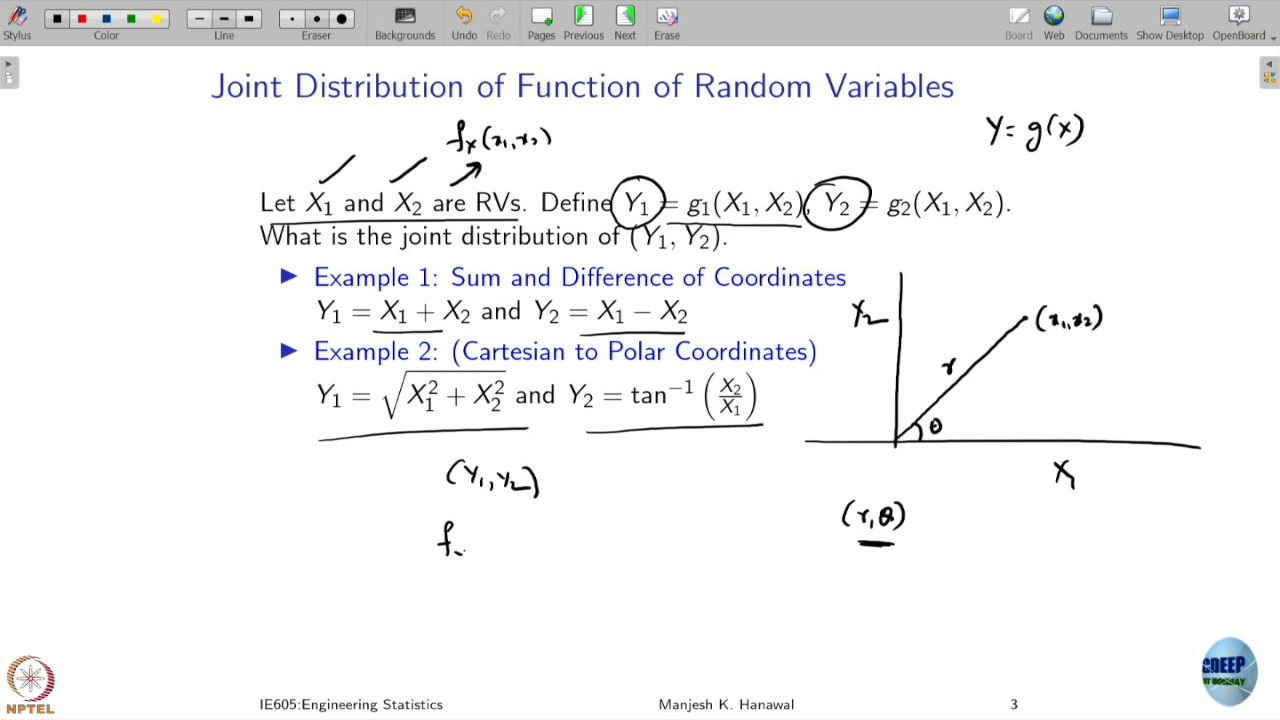 Stylus Color Line Eraser Backgrounds Undo Redo Pages Previous Next Erase Board Web Documents Show Desktop OpenBoard
Joint Distribution of Function of Random Variables
fₓ(x₁,x₂)
Y = g(x)
Let X₁ and X₂ are RVs. Define Y₁ = g₁(X₁, X₂), Y₂ = g₂(X₁, X₂).
What is the joint distribution of (Y₁, Y₂).
▶ Example 1: Sum and Difference of Coordinates
Y₁ = X₁ + X₂ and Y₂ = X₁ − X₂
X₂
(x₁,x₂)
▶ Example 2: (Cartesian to Polar Coordinates)
Y₁ = √(X₁² + X₂²) and Y₂ = tan⁻¹ (X₂/X₁)
r
θ
(Y₁,Y₂)
X₁
(r,θ)
f
NPTEL
IE605:Engineering Statistics Manjesh K. Hanawal 3
CDEEP
IIT BOMBAY